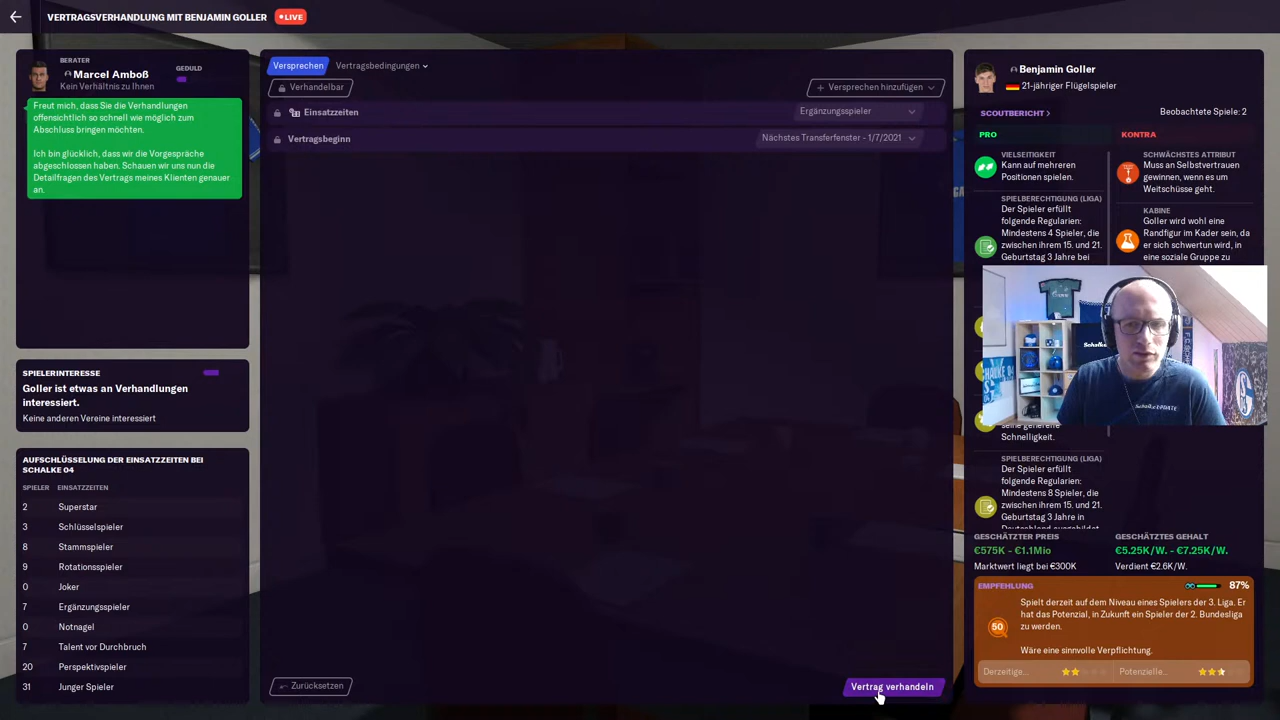 VERTRAGSVERHANDLUNG MIT BENJAMIN GOLLER
LIVE
BERATER
Marcel Amboß
Kein Verhältnis zu Ihnen
GEDULD
Freut mich, dass Sie die Verhandlungen
offensichtlich so schnell wie möglich zum
Abschluss bringen möchten.
Ich bin glücklich, dass wir die Vorgespräche
abgeschlossen haben. Schauen wir uns nun die
Detailfragen des Vertrags meines Klienten genauer
an.
SPIELERINTERESSE
Goller ist etwas an Verhandlungen
interessiert.
Keine anderen Vereine interessiert
AUFSCHLÜSSELUNG DER EINSATZZEITEN BEI
SCHALKE 04
SPIELER EINSATZZEITEN
2 Superstar
3 Schlüsselspieler
8 Stammspieler
9 Rotationsspieler
0 Joker
7 Ergänzungsspieler
0 Notnagel
7 Talent vor Durchbruch
20 Perspektivspieler
31 Junger Spieler
Versprechen Vertragsbedingungen
Verhandelbar
Versprechen hinzufügen
Einsatzzeiten Ergänzungsspieler
Vertragsbeginn Nächstes Transferfenster - 1/7/2021
Zurücksetzen
Vertrag verhandeln
Benjamin Goller
21-jähriger Flügelspieler
SCOUTBERICHT
Beobachtete Spiele: 2
PRO
VIELSEITIGKEIT
Kann auf mehreren
Positionen spielen.
SPIELBERECHTIGUNG (LIGA)
Der Spieler erfüllt
folgende Regularien:
Mindestens 4 Spieler, die
zwischen ihrem 15. und 21.
Geburtstag 3 Jahre bei
KONTRA
SCHWÄCHSTES ATTRIBUT
Muss an Selbstvertrauen
gewinnen, wenn es um
Weitschüsse geht.
KABINE
Goller wird wohl eine
Randfigur im Kader sein, da
er sich schwertun wird, in
eine soziale Gruppe zu
Schalke
SCHALKE 04
SchalkeUPDATE
seine generelle
Schnelligkeit.
SPIELBERECHTIGUNG (LIGA)
Der Spieler erfüllt
folgende Regularien:
Mindestens 8 Spieler, die
zwischen ihrem 15. und 21.
Geburtstag 3 Jahre in
Deutschland ausgebildet
GESCHÄTZTER PREIS
€575K - €1.1Mio
Marktwert liegt bei €300K
GESCHÄTZTES GEHALT
€5.25K/W. - €7.25K/W.
Verdient €2.6K/W.
EMPFEHLUNG
87%
50
Spielt derzeit auf dem Niveau eines Spielers der 3. Liga. Er
hat das Potenzial, in Zukunft ein Spieler der 2. Bundesliga
zu werden.
Wäre eine sinnvolle Verpflichtung.
Derzeitige...
Potenzielle...